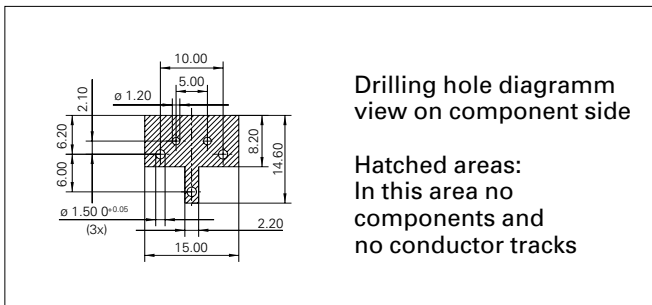 10.00
5.00
ø 1.20
2.10
6.20
6.00
8.20
14.60
ø 1.50 0+0.05
(3x)
2.20
15.00
Drilling hole diagramm
view on component side
Hatched areas:
In this area no
components and
no conductor tracks